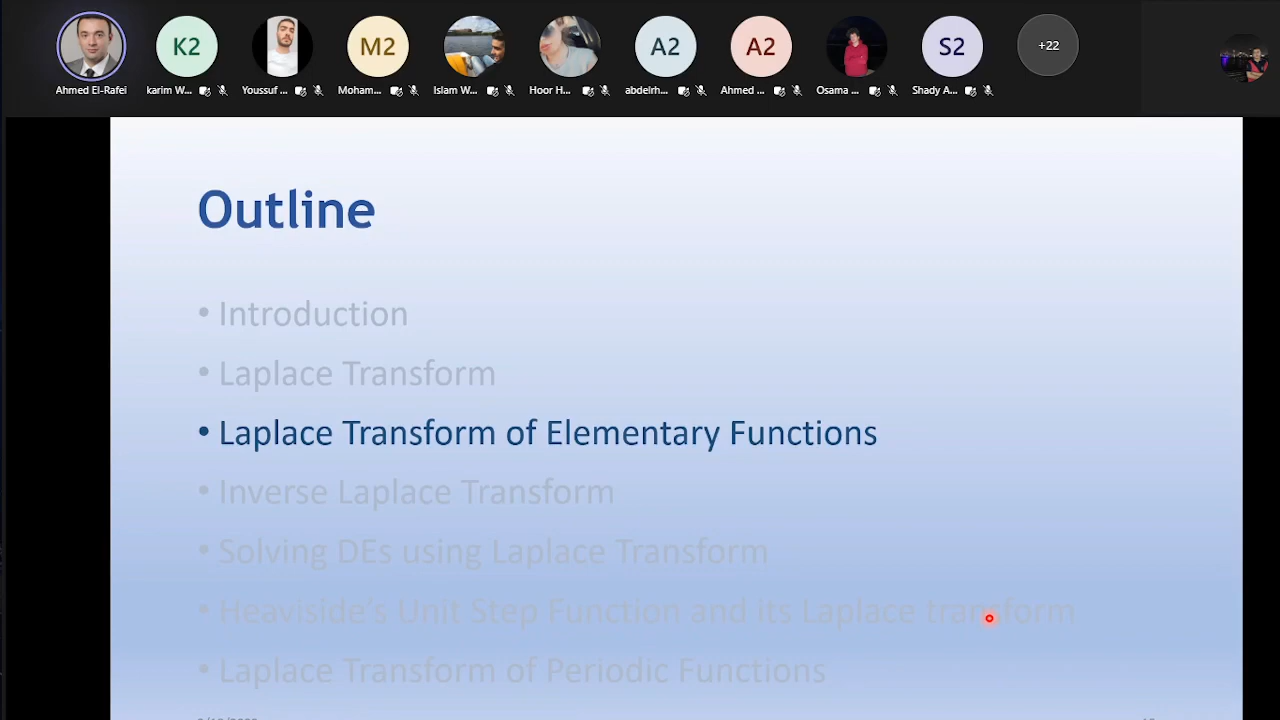 K2
M2
A2
A2
S2
+22
Ahmed El-Rafei
karim W...
Youssuf ...
Moham...
Islam W...
Hoor H...
abdelrh...
Ahmed ...
Osama ...
Shady A...
Outline
• Introduction
• Laplace Transform
• Laplace Transform of Elementary Functions
• Inverse Laplace Transform
• Solving DEs using Laplace Transform
• Heaviside's Unit Step Function and its Laplace transform
• Laplace Transform of Periodic Functions